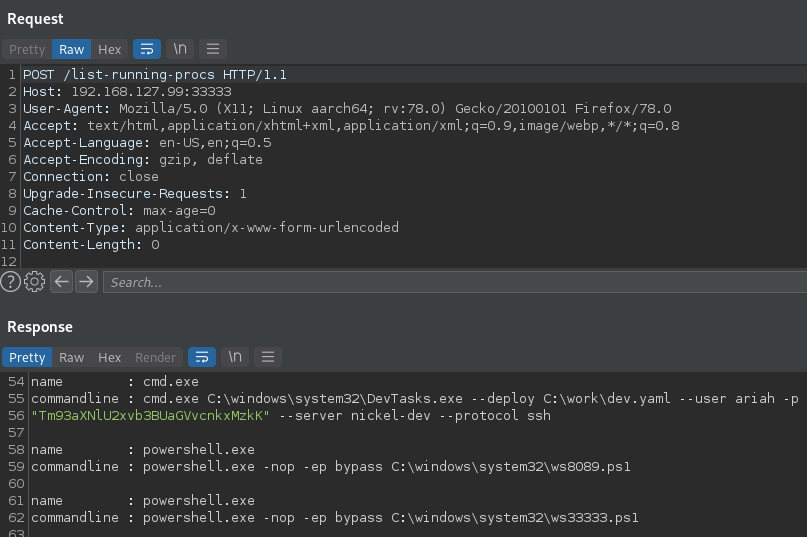 Request
Pretty Raw Hex \n
1 POST /list-running-procs HTTP/1.1
2 Host: 192.168.127.99:33333
3 User-Agent: Mozilla/5.0 (X11; Linux aarch64; rv:78.0) Gecko/20100101 Firefox/78.0
4 Accept: text/html,application/xhtml+xml,application/xml;q=0.9,image/webp,*/*;q=0.8
5 Accept-Language: en-US,en;q=0.5
6 Accept-Encoding: gzip, deflate
7 Connection: close
8 Upgrade-Insecure-Requests: 1
9 Cache-Control: max-age=0
10 Content-Type: application/x-www-form-urlencoded
11 Content-Length: 0
12
Search...
Response
Pretty Raw Hex Render \n
54 name : cmd.exe
55 commandline : cmd.exe C:\windows\system32\DevTasks.exe --deploy C:\work\dev.yaml --user ariah -p
56 "Tm93aXNlU2xvb3BUaGVvcnkxMzkK" --server nickel-dev --protocol ssh
57
58 name : powershell.exe
59 commandline : powershell.exe -nop -ep bypass C:\windows\system32\ws8089.ps1
60
61 name : powershell.exe
62 commandline : powershell.exe -nop -ep bypass C:\windows\system32\ws33333.ps1
63